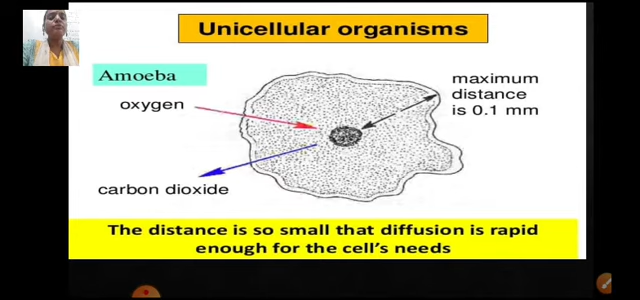 Unicellular organisms
Amoeba
oxygen
carbon dioxide
maximum
distance
is 0.1 mm
The distance is so small that diffusion is rapid
enough for the cell's needs